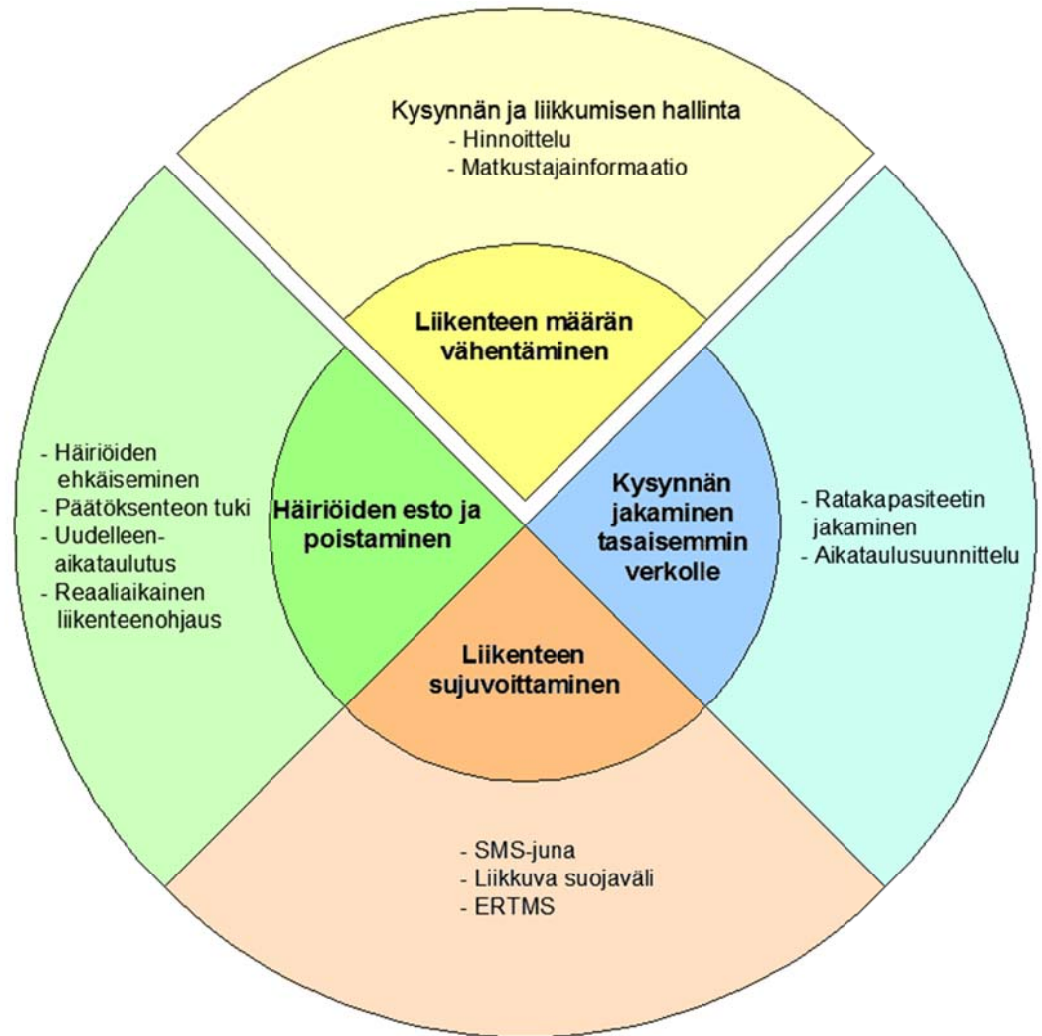 Kysynnän ja liikkumisen hallinta
- Hinnoittelu
- Matkustajainformaatio
Liikenteen määrän
vähentäminen
- Häiriöiden
ehkäiseminen
- Päätöksenteon tuki
- Uudelleen-
aikataulutus
- Reaaliaikainen
liikenteenohjaus
Häiriöiden esto ja
poistaminen
Kysynnän
jakaminen
tasaisemmin
verkolle
- Ratakapasiteetin
jakaminen
- Aikataulusuunnittelu
Liikenteen
sujuvoittaminen
- SMS-juna
- Liikkuva suojaväli
- ERTMS